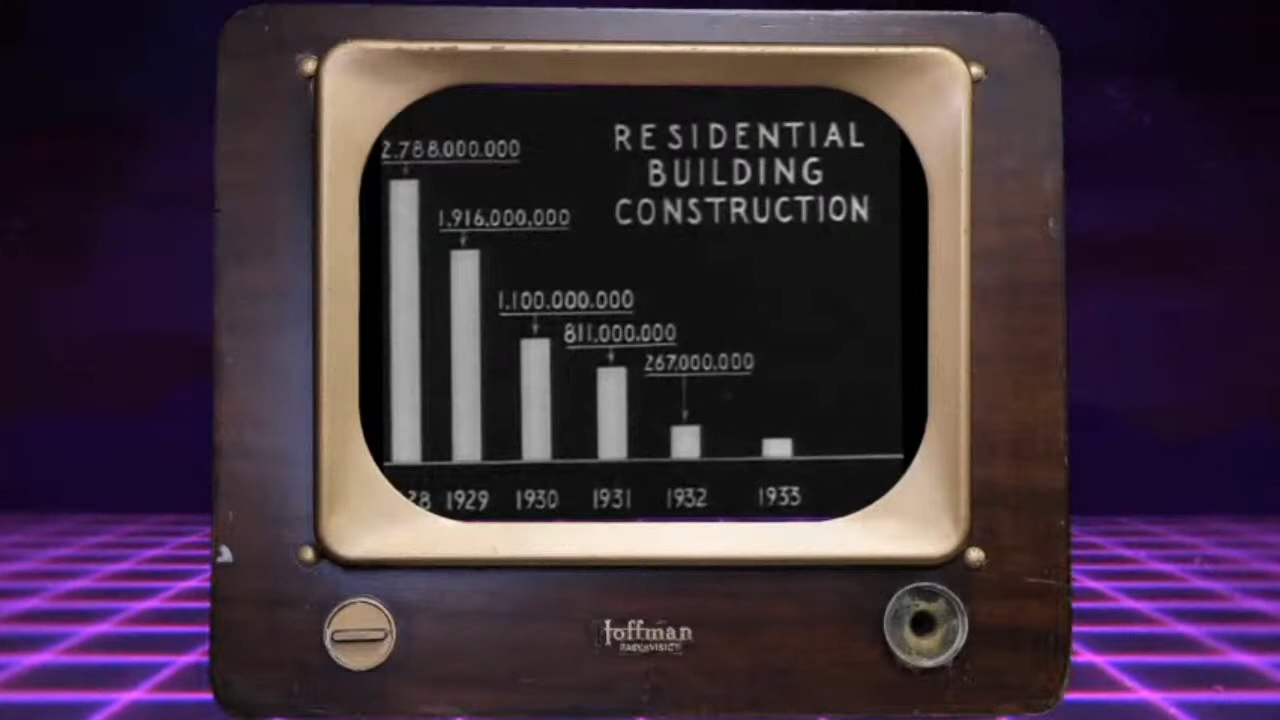 RESIDENTIAL
BUILDING
CONSTRUCTION
2.788.000.000
1,916,000,000
1.100.000.000
811,000,000
267,000,000
28 1929 1930 1931 1932 1933
Hoffman